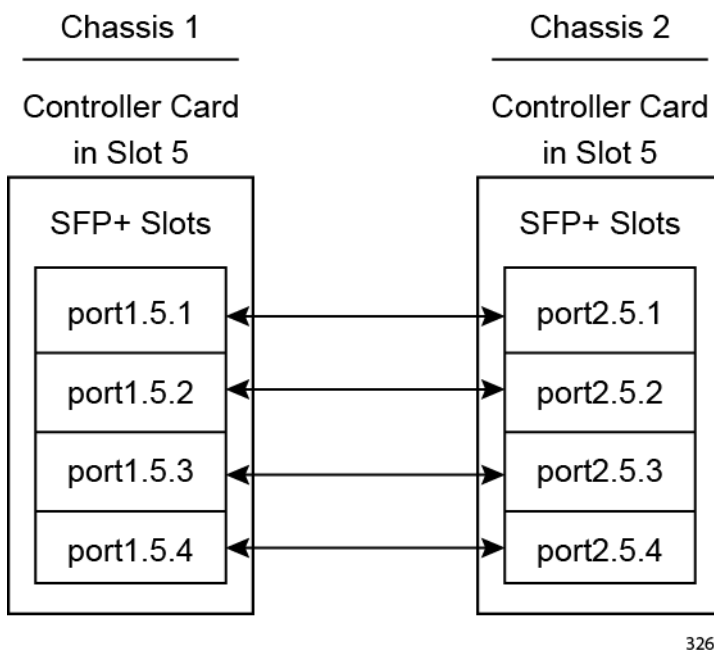 Chassis 1
Controller Card
in Slot 5
SFP+ Slots
port1.5.1
port1.5.2
port1.5.3
port1.5.4
Chassis 2
Controller Card
in Slot 5
SFP+ Slots
port2.5.1
port2.5.2
port2.5.3
port2.5.4
326